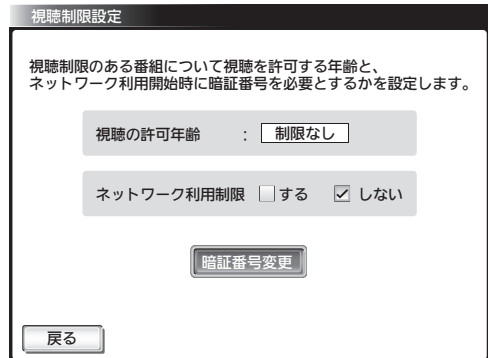 視聴制限設定
視聴制限のある番組について視聴を許可する年齢と、
ネットワーク利用開始時に暗証番号を必要とするかを設定します。
視聴の許可年齢 : 制限なし
ネットワーク利用制限 する しない
暗証番号変更
戻る